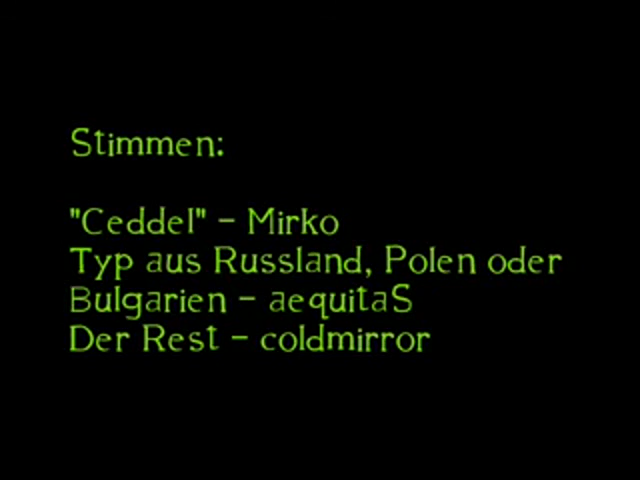 Stimmen:
"Ceddel" - Mirko
Typ aus Russland, Polen oder
Bulgarien - aequitaS
Der Rest - coldmirror